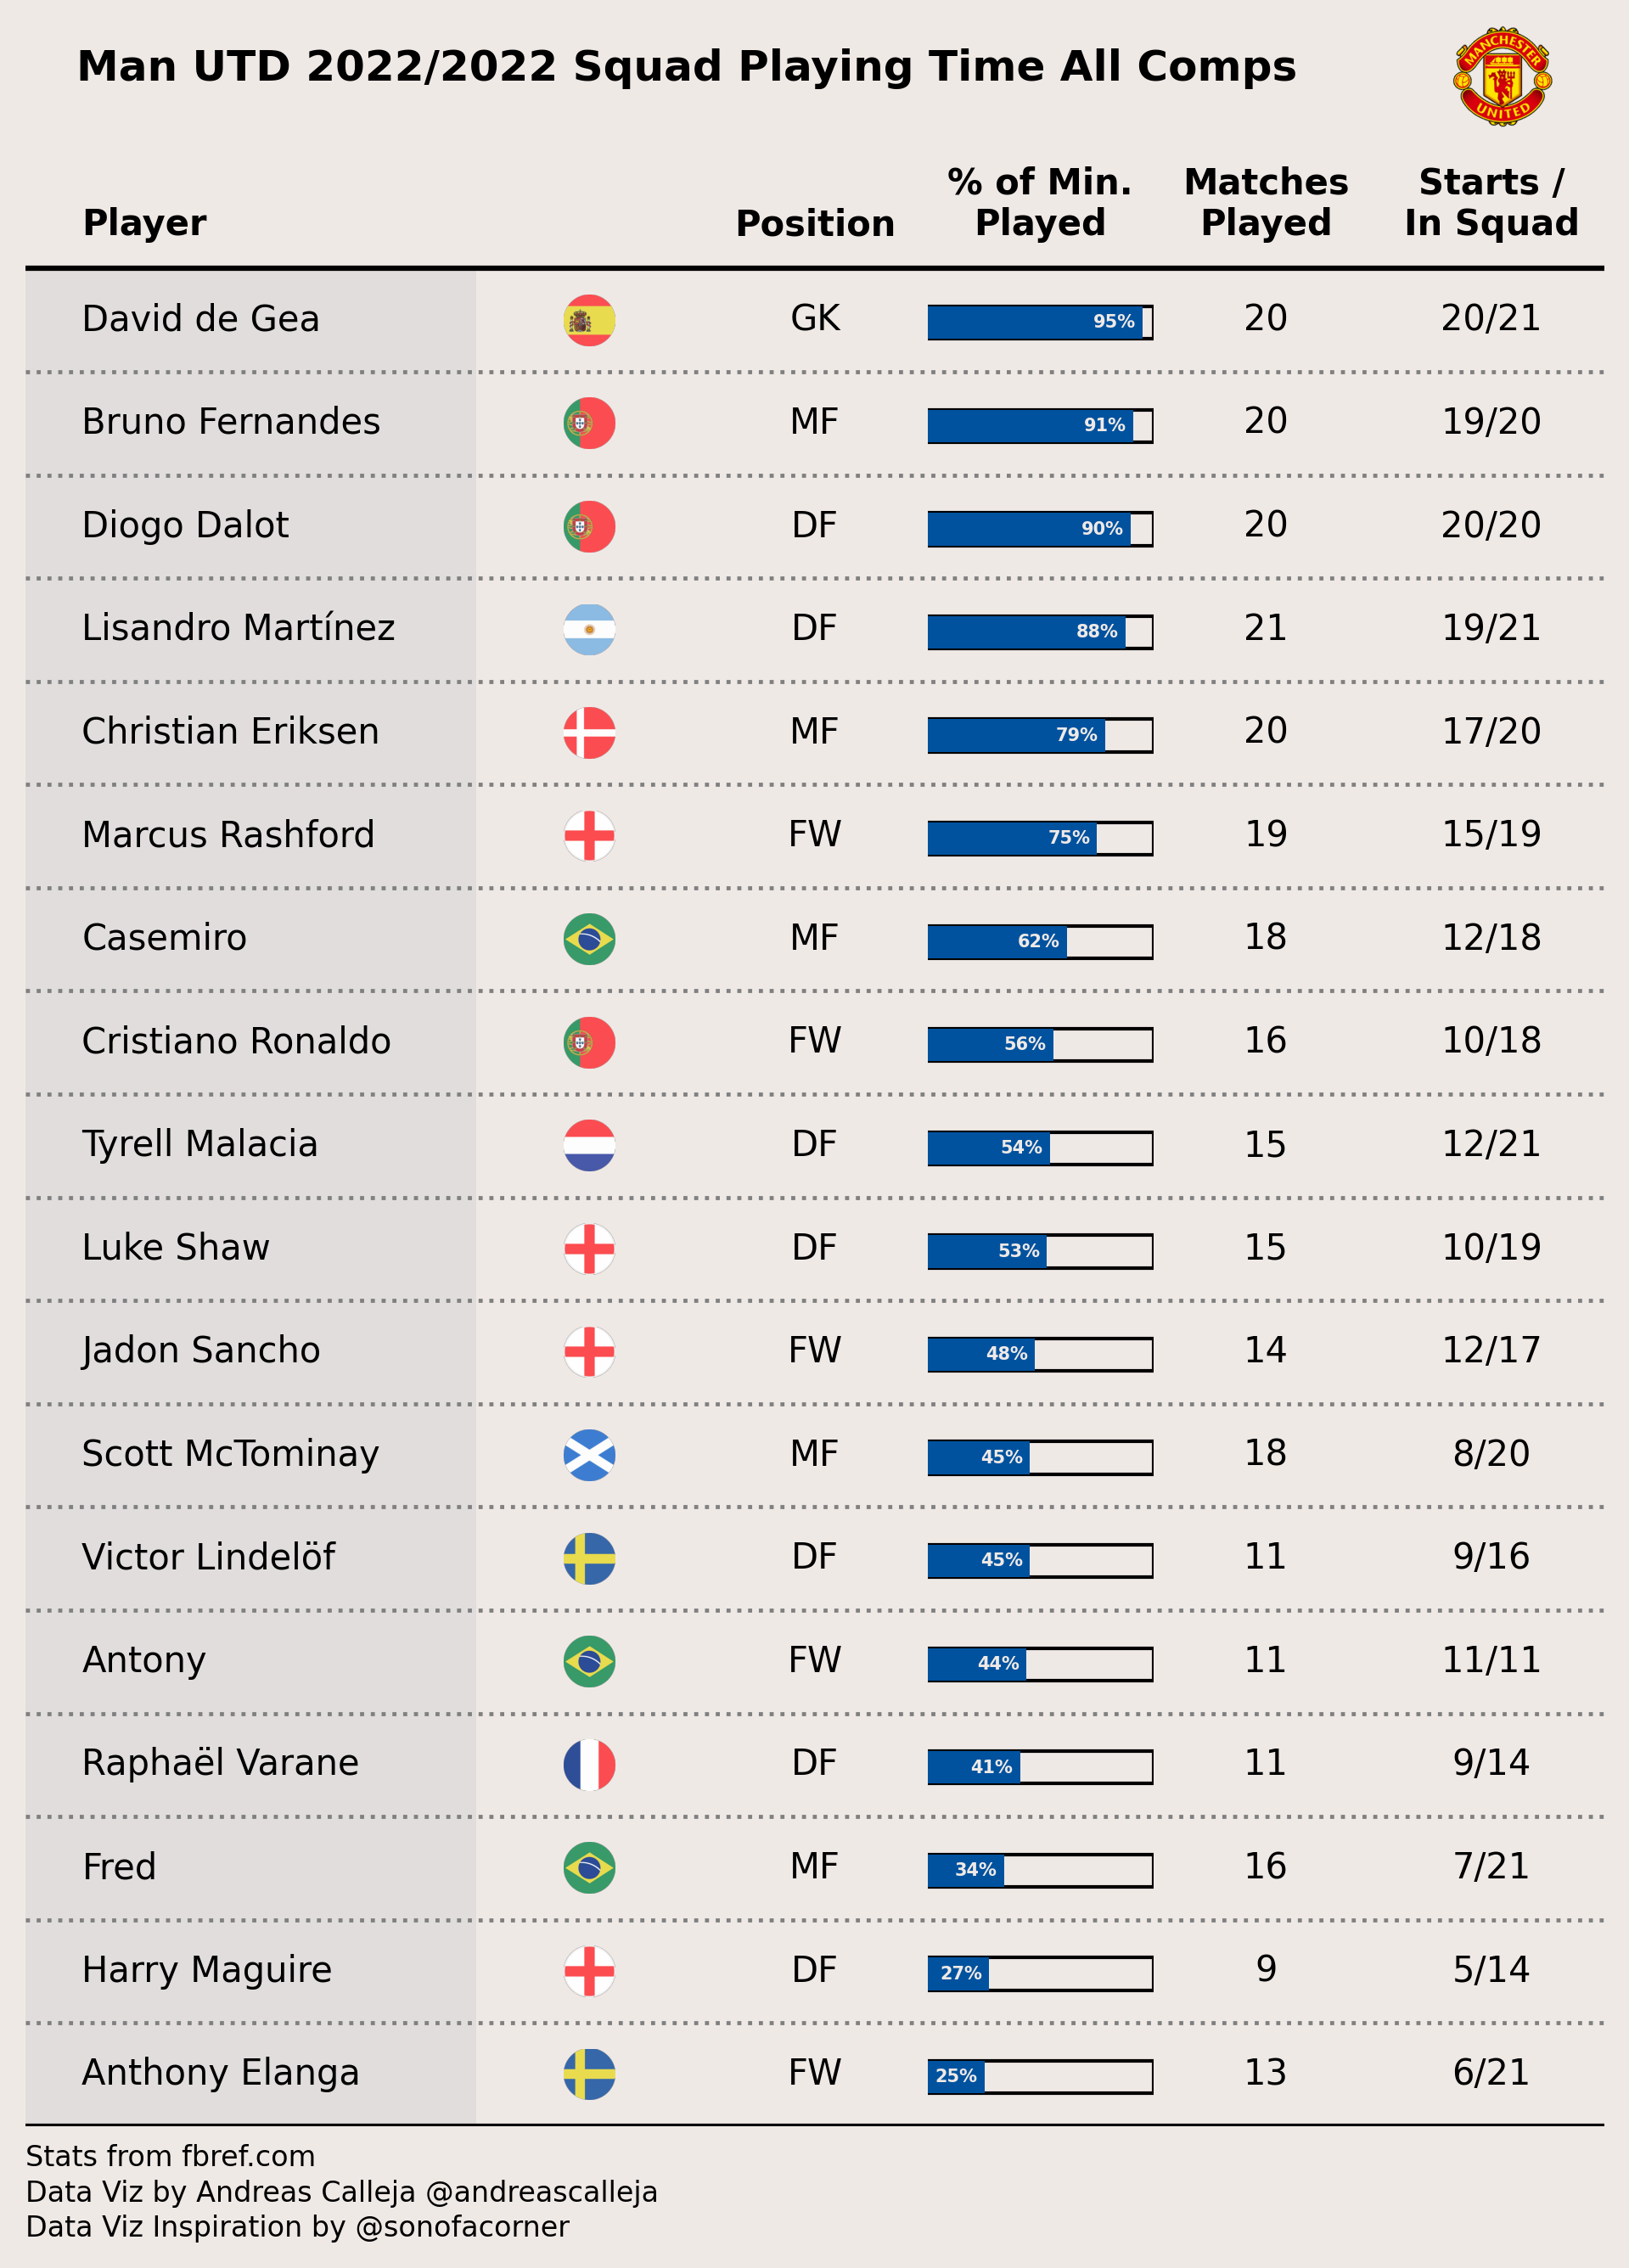 Man UTD 2022/2022 Squad Playing Time All Comps
MANCHESTER
UNITED
Player Position % of Min. Played Matches Played Starts / In Squad
David de Gea GK 95% 20 20/21
Bruno Fernandes MF 91% 20 19/20
Diogo Dalot DF 90% 20 20/20
Lisandro Martínez DF 88% 21 19/21
Christian Eriksen MF 79% 20 17/20
Marcus Rashford FW 75% 19 15/19
Casemiro MF 62% 18 12/18
Cristiano Ronaldo FW 56% 16 10/18
Tyrell Malacia DF 54% 15 12/21
Luke Shaw DF 53% 15 10/19
Jadon Sancho FW 48% 14 12/17
Scott McTominay MF 45% 18 8/20
Victor Lindelöf DF 45% 11 9/16
Antony FW 44% 11 11/11
Raphaël Varane DF 41% 11 9/14
Fred MF 34% 16 7/21
Harry Maguire DF 27% 9 5/14
Anthony Elanga FW 25% 13 6/21
Stats from fbref.com
Data Viz by Andreas Calleja @andreascalleja
Data Viz Inspiration by @sonofacorner